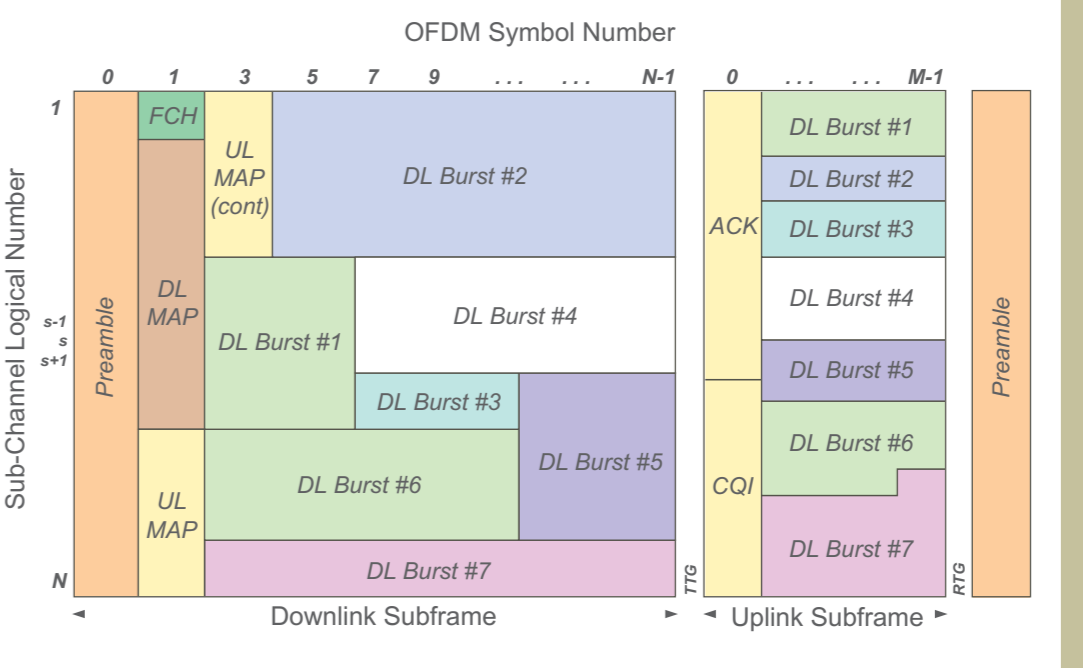 OFDM Symbol Number
0 1 3 5 7 9 ... ... N-1 0 ... ... M-1
Sub-Channel Logical Number
1
s-1
s
s+1
N
Preamble
FCH
DL
MAP
UL
MAP
UL
MAP
(cont)
DL Burst #2
DL Burst #1
DL Burst #4
DL Burst #3
DL Burst #5
DL Burst #6
DL Burst #7
TTG
ACK
CQI
DL Burst #1
DL Burst #2
DL Burst #3
DL Burst #4
DL Burst #5
DL Burst #6
DL Burst #7
RTG
Preamble
Downlink Subframe
Uplink Subframe